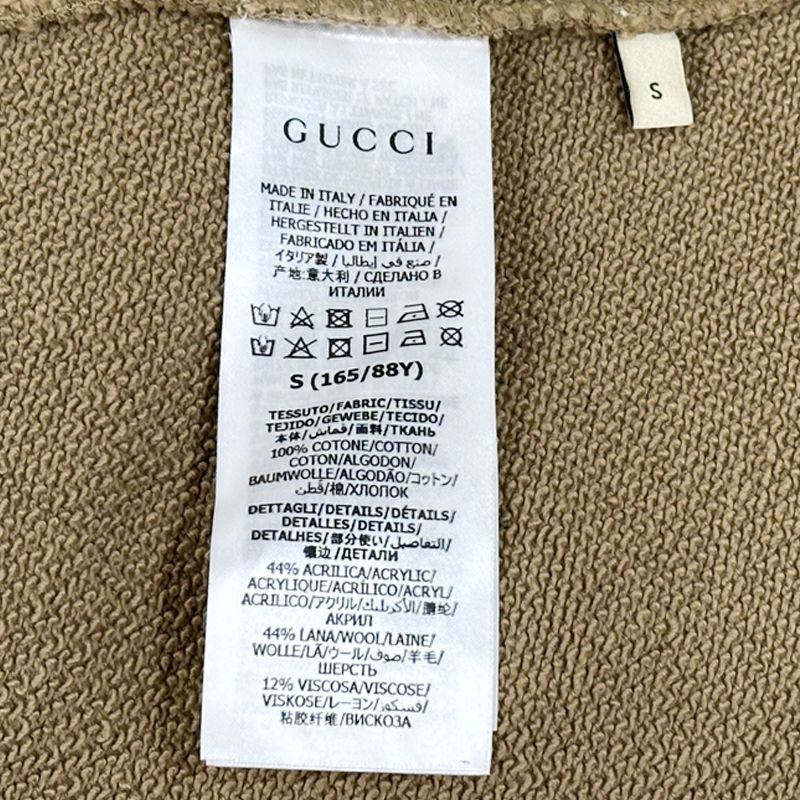 S
GUCCI
MADE IN ITALY / FABRIQUÉ EN
ITALIE / HECHO EN ITALIA /
HERGESTELLT IN ITALIEN /
FABRICADO EM ITÁLIA /
イタリア製 / صنع في إيطاليا /
产地:意大利 / СДЕЛАНО В
ИТАЛИИ
S (165/88Y)
TESSUTO/FABRIC/TISSU/
TEJIDO/GEWEBE/TECIDO/
本体/قماش/面料/ТКАНЬ
100% COTONE/COTTON/
COTON/ALGODON/
BAUMWOLLE/ALGODÃO/コットン/
قطن/棉/ХЛОПОК
DETTAGLI/DETAILS/DÉTAILS/
DETALLES/DETAILS/
DETALHES/部分使い/التفاصيل/
镶边/ДЕТАЛИ
44% ACRILICA/ACRYLIC/
ACRYLIQUE/ACRÍLICO/ACRYL/
ACRILICO/アクリル/الأكريليك/腈纶/
АКРИЛ
44% LANA/WOOL/LAINE/
WOLLE/LÃ/ウール/صوف/羊毛/
ШЕРСТЬ
12% VISCOSA/VISCOSE/
VISKOSE/レーヨン/فسكوز/
粘胶纤维/ВИСКОЗА